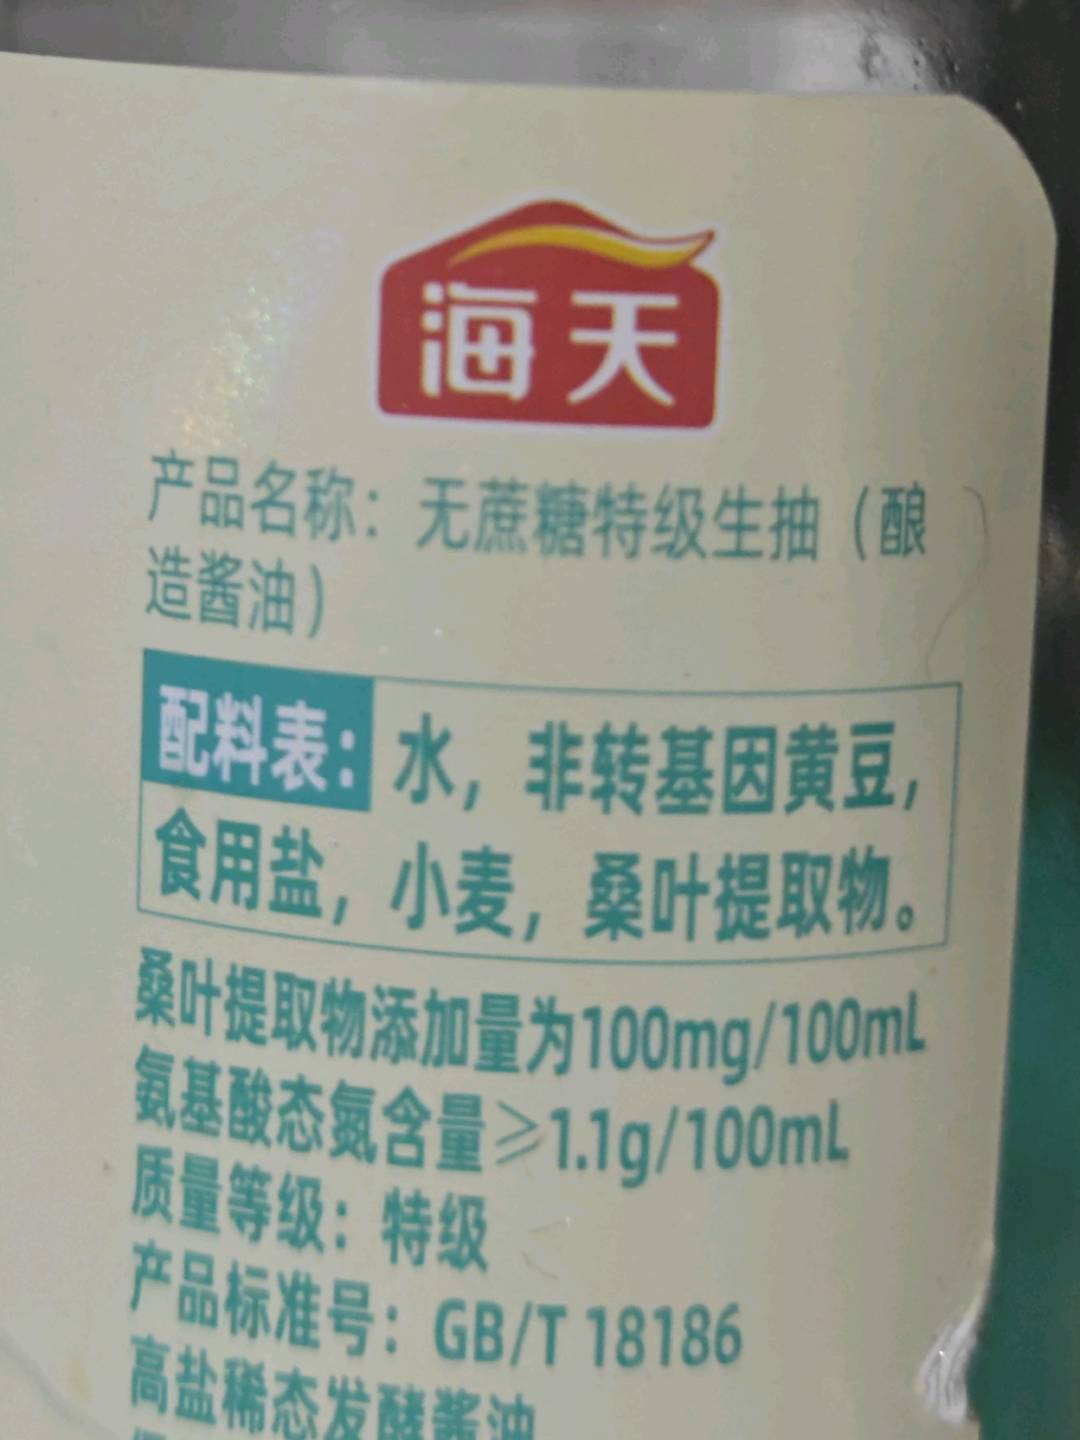 海天
产品名称：无蔗糖特级生抽（酿
造酱油）
配料表：水，非转基因黄豆，
食用盐，小麦，桑叶提取物。
桑叶提取物添加量为100mg/100mL
氨基酸态氮含量≥1.1g/100mL
质量等级：特级
产品标准号：GB/T 18186
高盐稀态发酵酱油